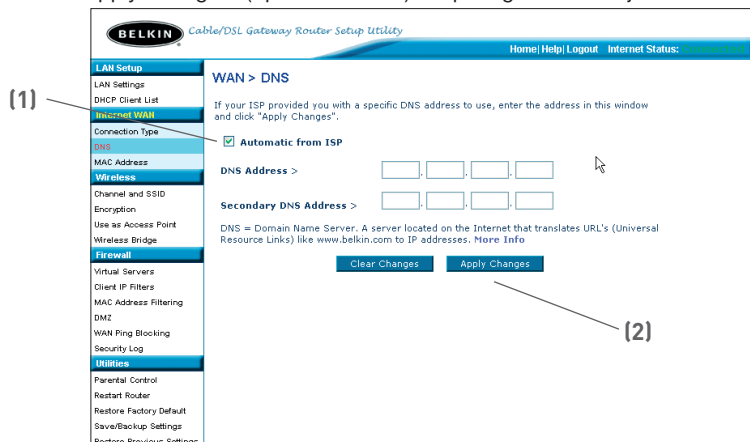 BELKIN Cable/DSL Gateway Router Setup Utility
Home| Help| Logout Internet Status:
LAN Setup
LAN Settings
DHCP Client List
Internet WAN
Connection Type
DNS
MAC Address
Wireless
Channel and SSID
Encryption
Use as Access Point
Wireless Bridge
Firewall
Virtual Servers
Client IP Filters
MAC Address Filtering
DMZ
WAN Ping Blocking
Security Log
Utilities
Parental Control
Restart Router
Restore Factory Default
Save/Backup Settings
Restore Previous Settings
WAN > DNS
If your ISP provided you with a specific DNS address to use, enter the address in this window
and click "Apply Changes".
(1)
Automatic from ISP
DNS Address >
. . .
Secondary DNS Address >
. . .
DNS = Domain Name Server. A server located on the Internet that translates URL's (Universal
Resource Links) like www.belkin.com to IP addresses. More Info
Clear Changes Apply Changes
(2)